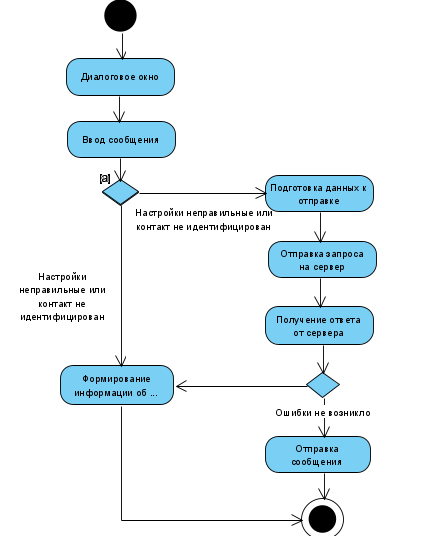 Диалоговое окно
Ввод сообщения
[a]
Подготовка данных к
отправке
Настройки неправильные или
контакт не идентифицирован
Отправка запроса
на сервер
Настройки
неправильные или
контакт не
идентифицирован
Получение ответа
от сервера
Формирование
информации об ...
Ошибки не возникло
Отправка
сообщения